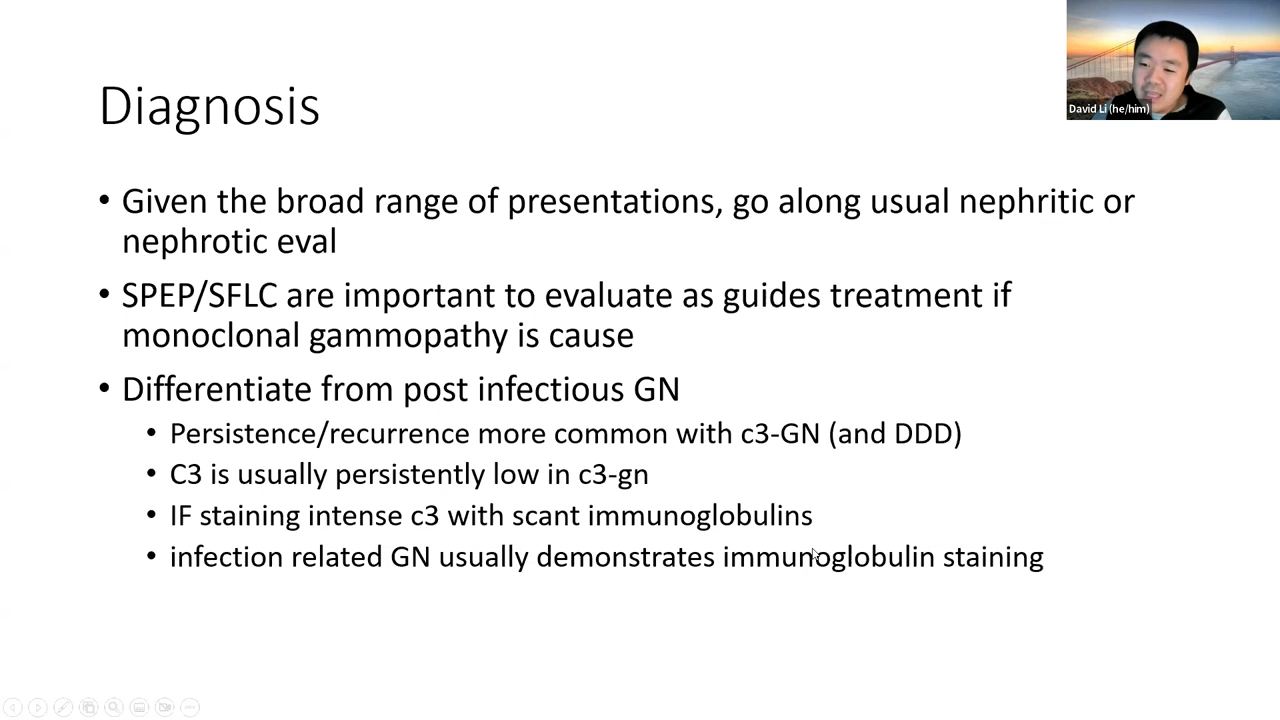 David Li (he/him)
Diagnosis
• Given the broad range of presentations, go along usual nephritic or
nephrotic eval
• SPEP/SFLC are important to evaluate as guides treatment if
monoclonal gammopathy is cause
• Differentiate from post infectious GN
• Persistence/recurrence more common with c3-GN (and DDD)
• C3 is usually persistently low in c3-gn
• IF staining intense c3 with scant immunoglobulins
• infection related GN usually demonstrates immunoglobulin staining